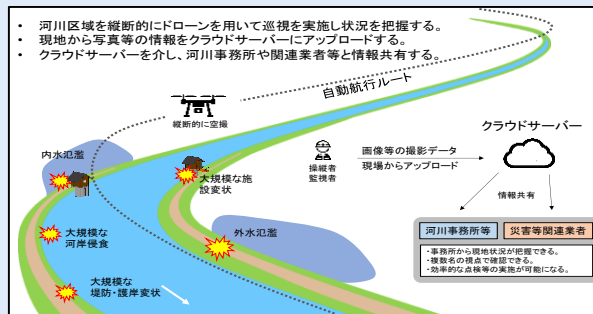 ・ 河川区域を縦断的にドローンを用いて巡視を実施し状況を把握する。
・ 現地から写真等の情報をクラウドサーバーにアップロードする。
・ クラウドサーバーを介し、河川事務所や関連業者等と情報共有する。
自動航行ルート
縦断的に空撮
クラウドサーバー
内水氾濫
操縦者
監視者
画像等の撮影データ
現場からアップロード
大規模な施
設変状
情報共有
大規模な
河岸侵食
外水氾濫
河川事務所等
災害等関連業者
・事務所から現地状況が把握できる。
・複数名の視点で確認できる。
・効率的な点検等の実施が可能になる。
大規模な
堤防・護岸変状